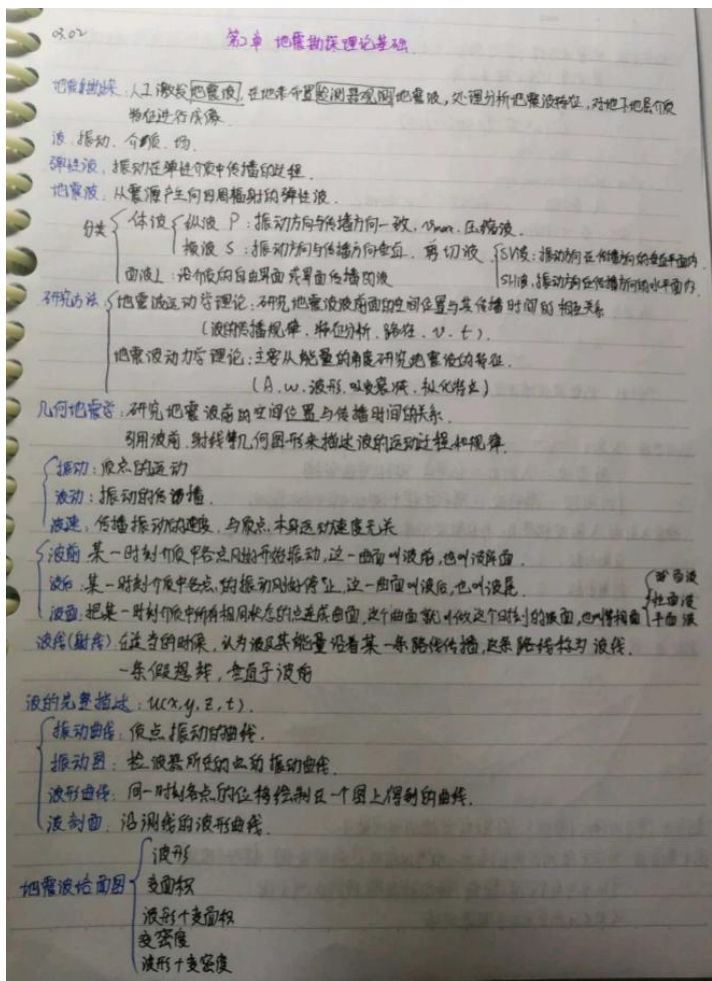 03.02
第2章 地震勘探理论基础
地震勘探:人工激发地震波,在地表布置检测器观测地震波,处理分析地震波特征,对地下地层介质
特征进行成像.
波:振动、介质、场.
弹性波:振动在弹性介质中传播的过程.
地震波:从震源产生向四周辐射的弹性波.
分类 体波 纵波 P:振动方向与传播方向一致,vmax,压缩波.
横波 S:振动方向与传播方向垂直,剪切波 SV波:振动方向在传播方向的垂直平面内.
面波L:沿介质的自由界面或界面传播的波 SH波:振动方向在传播方向的水平面内.
研究方法 地震波运动学理论:研究地震波波前面的空间位置与其传播时间的相互关系
(波的传播规律、特征分析、路径、v、t).
地震波动力学理论:主要从能量的角度研究地震波的特征.
(A、w、波形、吸收衰减、极化特点)
几何地震学:研究地震波前的空间位置与传播时间的关系.
引用波前、射线等几何图形来描述波的运动过程和规律.
振动:质点的运动
波动:振动的传播.
波速:传播振动的速度,与质点本身运动速度无关
波前:某一时刻介质中各点刚好开始振动,这一曲面叫波前,也叫波阵面.
波后:某一时刻介质中各点的振动刚好停止,这一曲面叫波后,也叫波尾.
波面:把某一时刻介质中所有相同状态的点连成曲面,这个曲面就叫做这个时刻的波面,也叫等相面 球面波
柱面波
平面波
波线(射线):在适当的时候,认为波及其能量沿着某一条路线传播,这条路线称为波线.
一条假想线,垂直于波前
波的完整描述:u(x,y,z,t).
振动曲线:质点振动的曲线.
振动图:检波器所在的点的振动曲线.
波形曲线:同一时刻各点的位移绘制在一个图上得到的曲线.
波剖面:沿测线的波形曲线.
地震波绘面图 波形
变面积
波形+变面积
变密度
波形+变密度